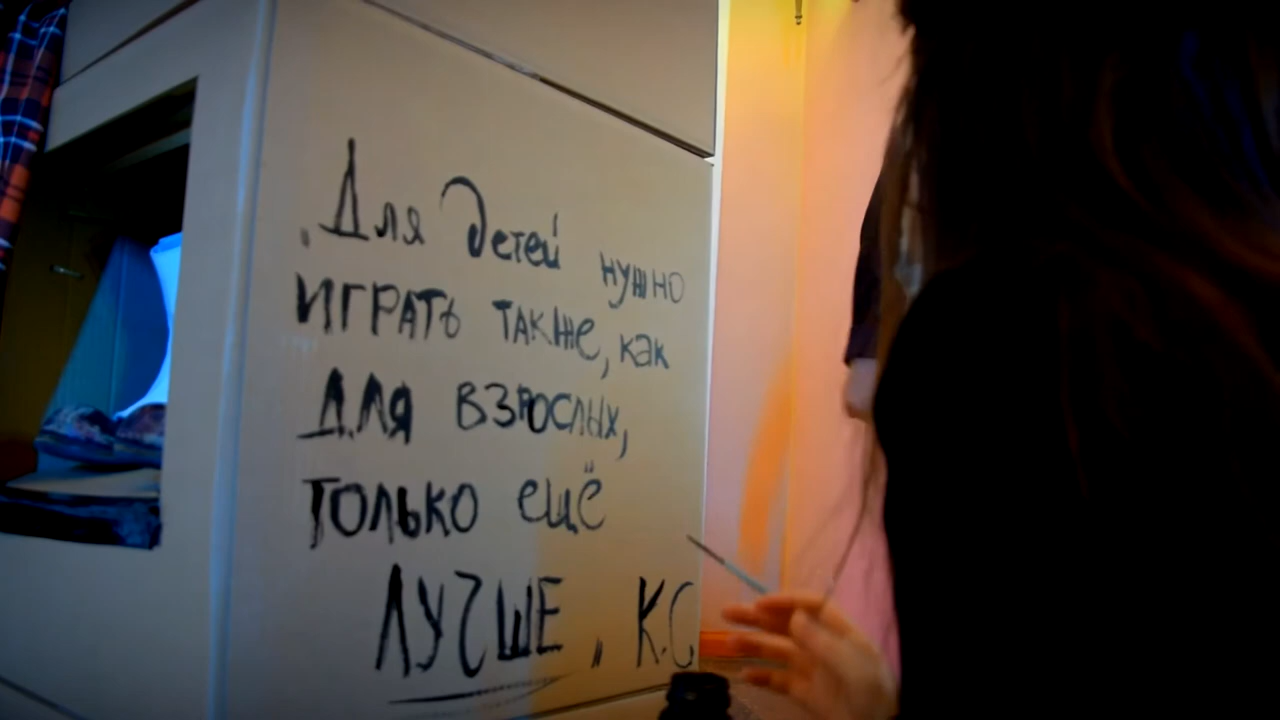 „Для детей нужно
ИГРАТЬ ТАКЖЕ, как
ДЛЯ ВЗРОСЛЫХ,
ТОЛЬКО ещё
ЛУЧШЕ„ К.С